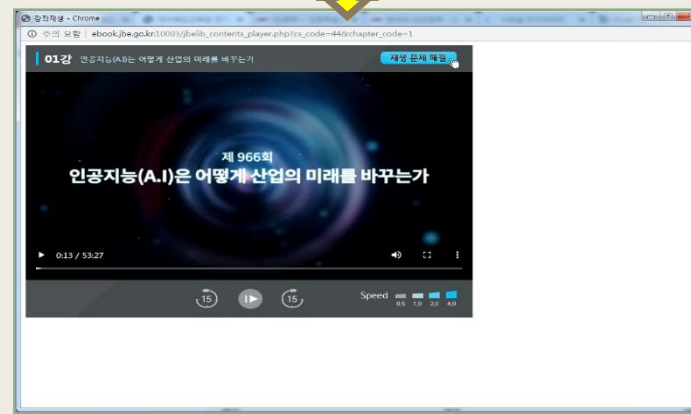 강의재생 - Chrome
주의 요함 | ebook.jbe.go.kr:10003/jbelib_contents_player.php?cs_code=44&chapter_code=1
01강 인공지능(A.I)는 어떻게 산업의 미래를 바꾸는가
재생 문제 해결
제 966회
인공지능(A.I)은 어떻게 산업의 미래를 바꾸는가
0:13 / 53:27
15 15 Speed 0.5 1.0 2.0 4.0